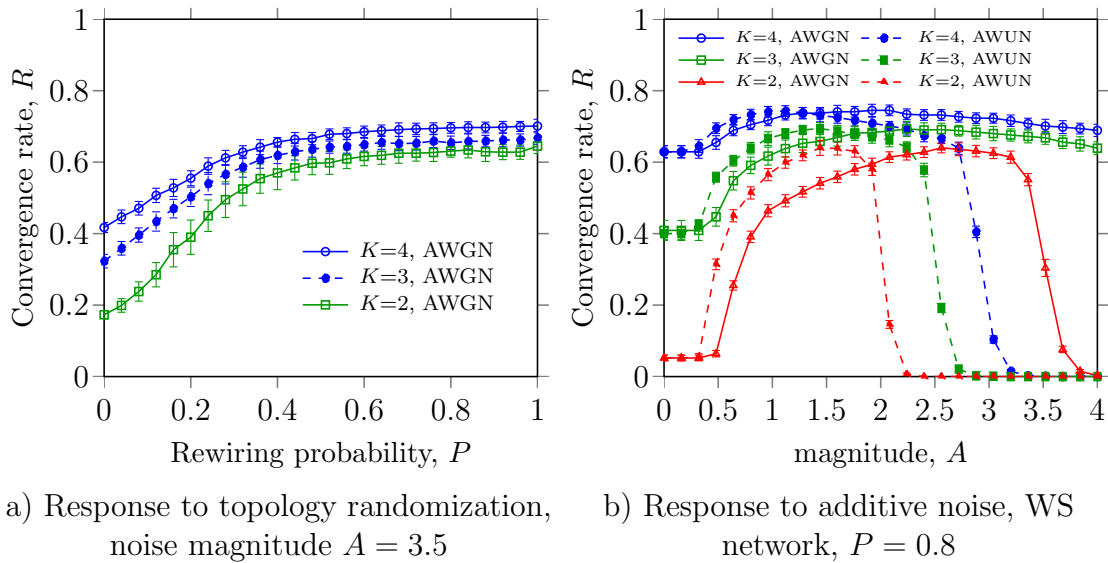 1
0.8
0.6
0.4
0.2
0
Convergence rate, R
0 0.2 0.4 0.6 0.8 1
Rewiring probability, P
K=4, AWGN
K=3, AWGN
K=2, AWGN
a) Response to topology randomization,
noise magnitude A = 3.5
1
0.8
0.6
0.4
0.2
0
Convergence rate, R
0 0.5 1 1.5 2 2.5 3 3.5 4
magnitude, A
K=4, AWGN K=4, AWUN
K=3, AWGN K=3, AWUN
K=2, AWGN K=2, AWUN
b) Response to additive noise, WS
network, P = 0.8